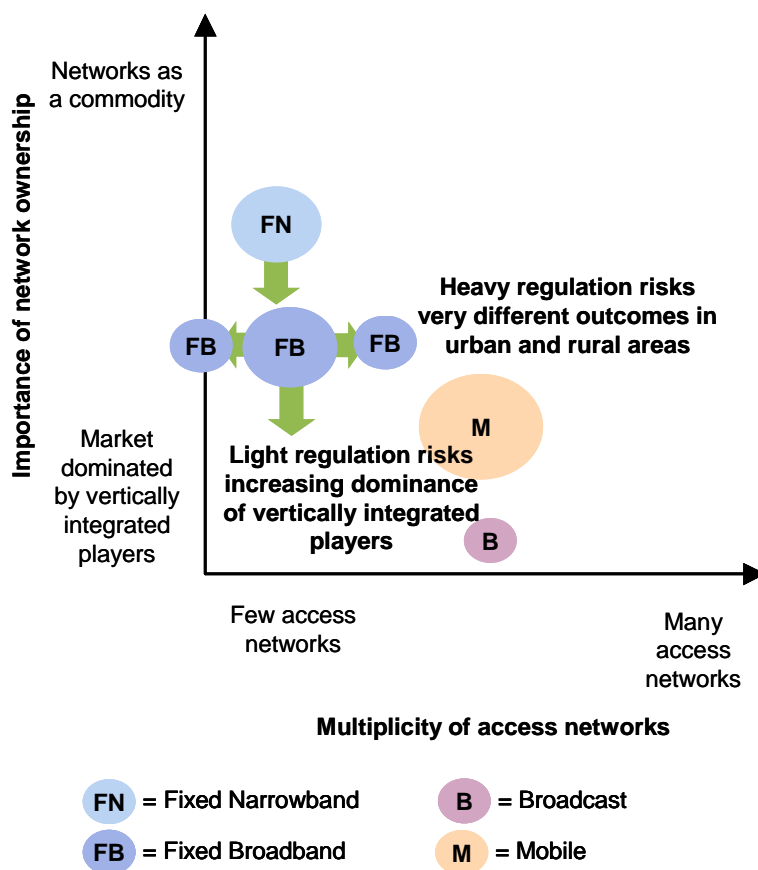 Networks as
a commodity
Importance of network ownership
FN
Heavy regulation risks
very different outcomes in
urban and rural areas
FB
FB
FB
M
Market
dominated
by vertically
integrated
players
Light regulation risks
increasing dominance
of vertically integrated
players
B
Few access
networks
Many
access
networks
Multiplicity of access networks
FN = Fixed Narrowband
B = Broadcast
FB = Fixed Broadband
M = Mobile